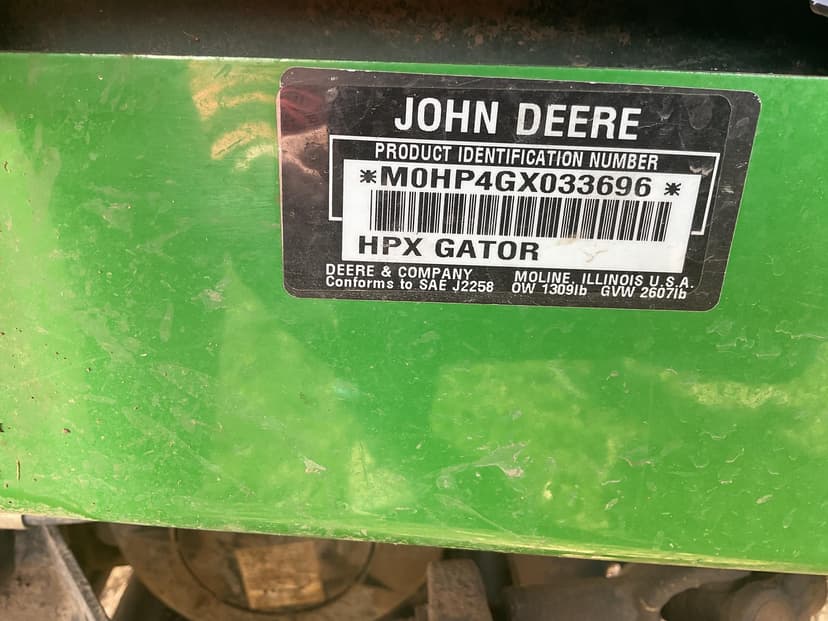 JOHN DEERE
PRODUCT IDENTIFICATION NUMBER
*M0HP4GX033696*
HPX GATOR
DEERE & COMPANY MOLINE, ILLINOIS U.S.A.
Conforms to SAE J2258 OW 1309lb GVW 2607lb